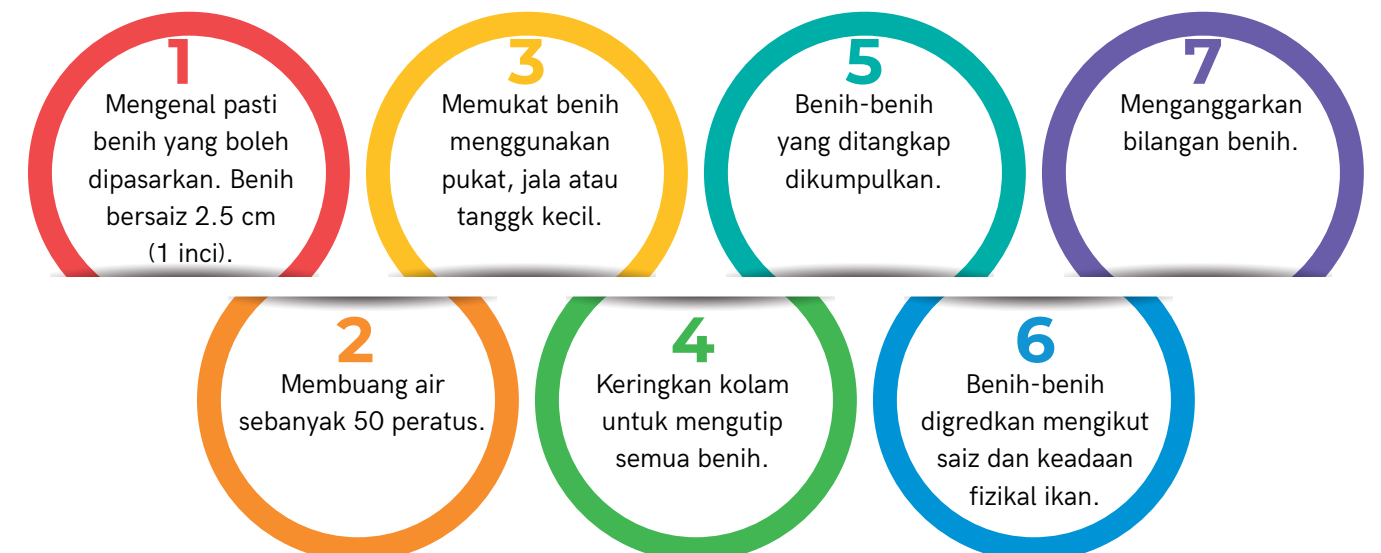 1
Mengenal pasti
benih yang boleh
dipasarkan. Benih
bersaiz 2.5 cm
(1 inci).
2
Membuang air
sebanyak 50 peratus.
3
Memukat benih
menggunakan
pukat, jala atau
tanggk kecil.
4
Keringkan kolam
untuk mengutip
semua benih.
5
Benih-benih
yang ditangkap
dikumpulkan.
6
Benih-benih
digredkan mengikut
saiz dan keadaan
fizikal ikan.
7
Menganggarkan
bilangan benih.